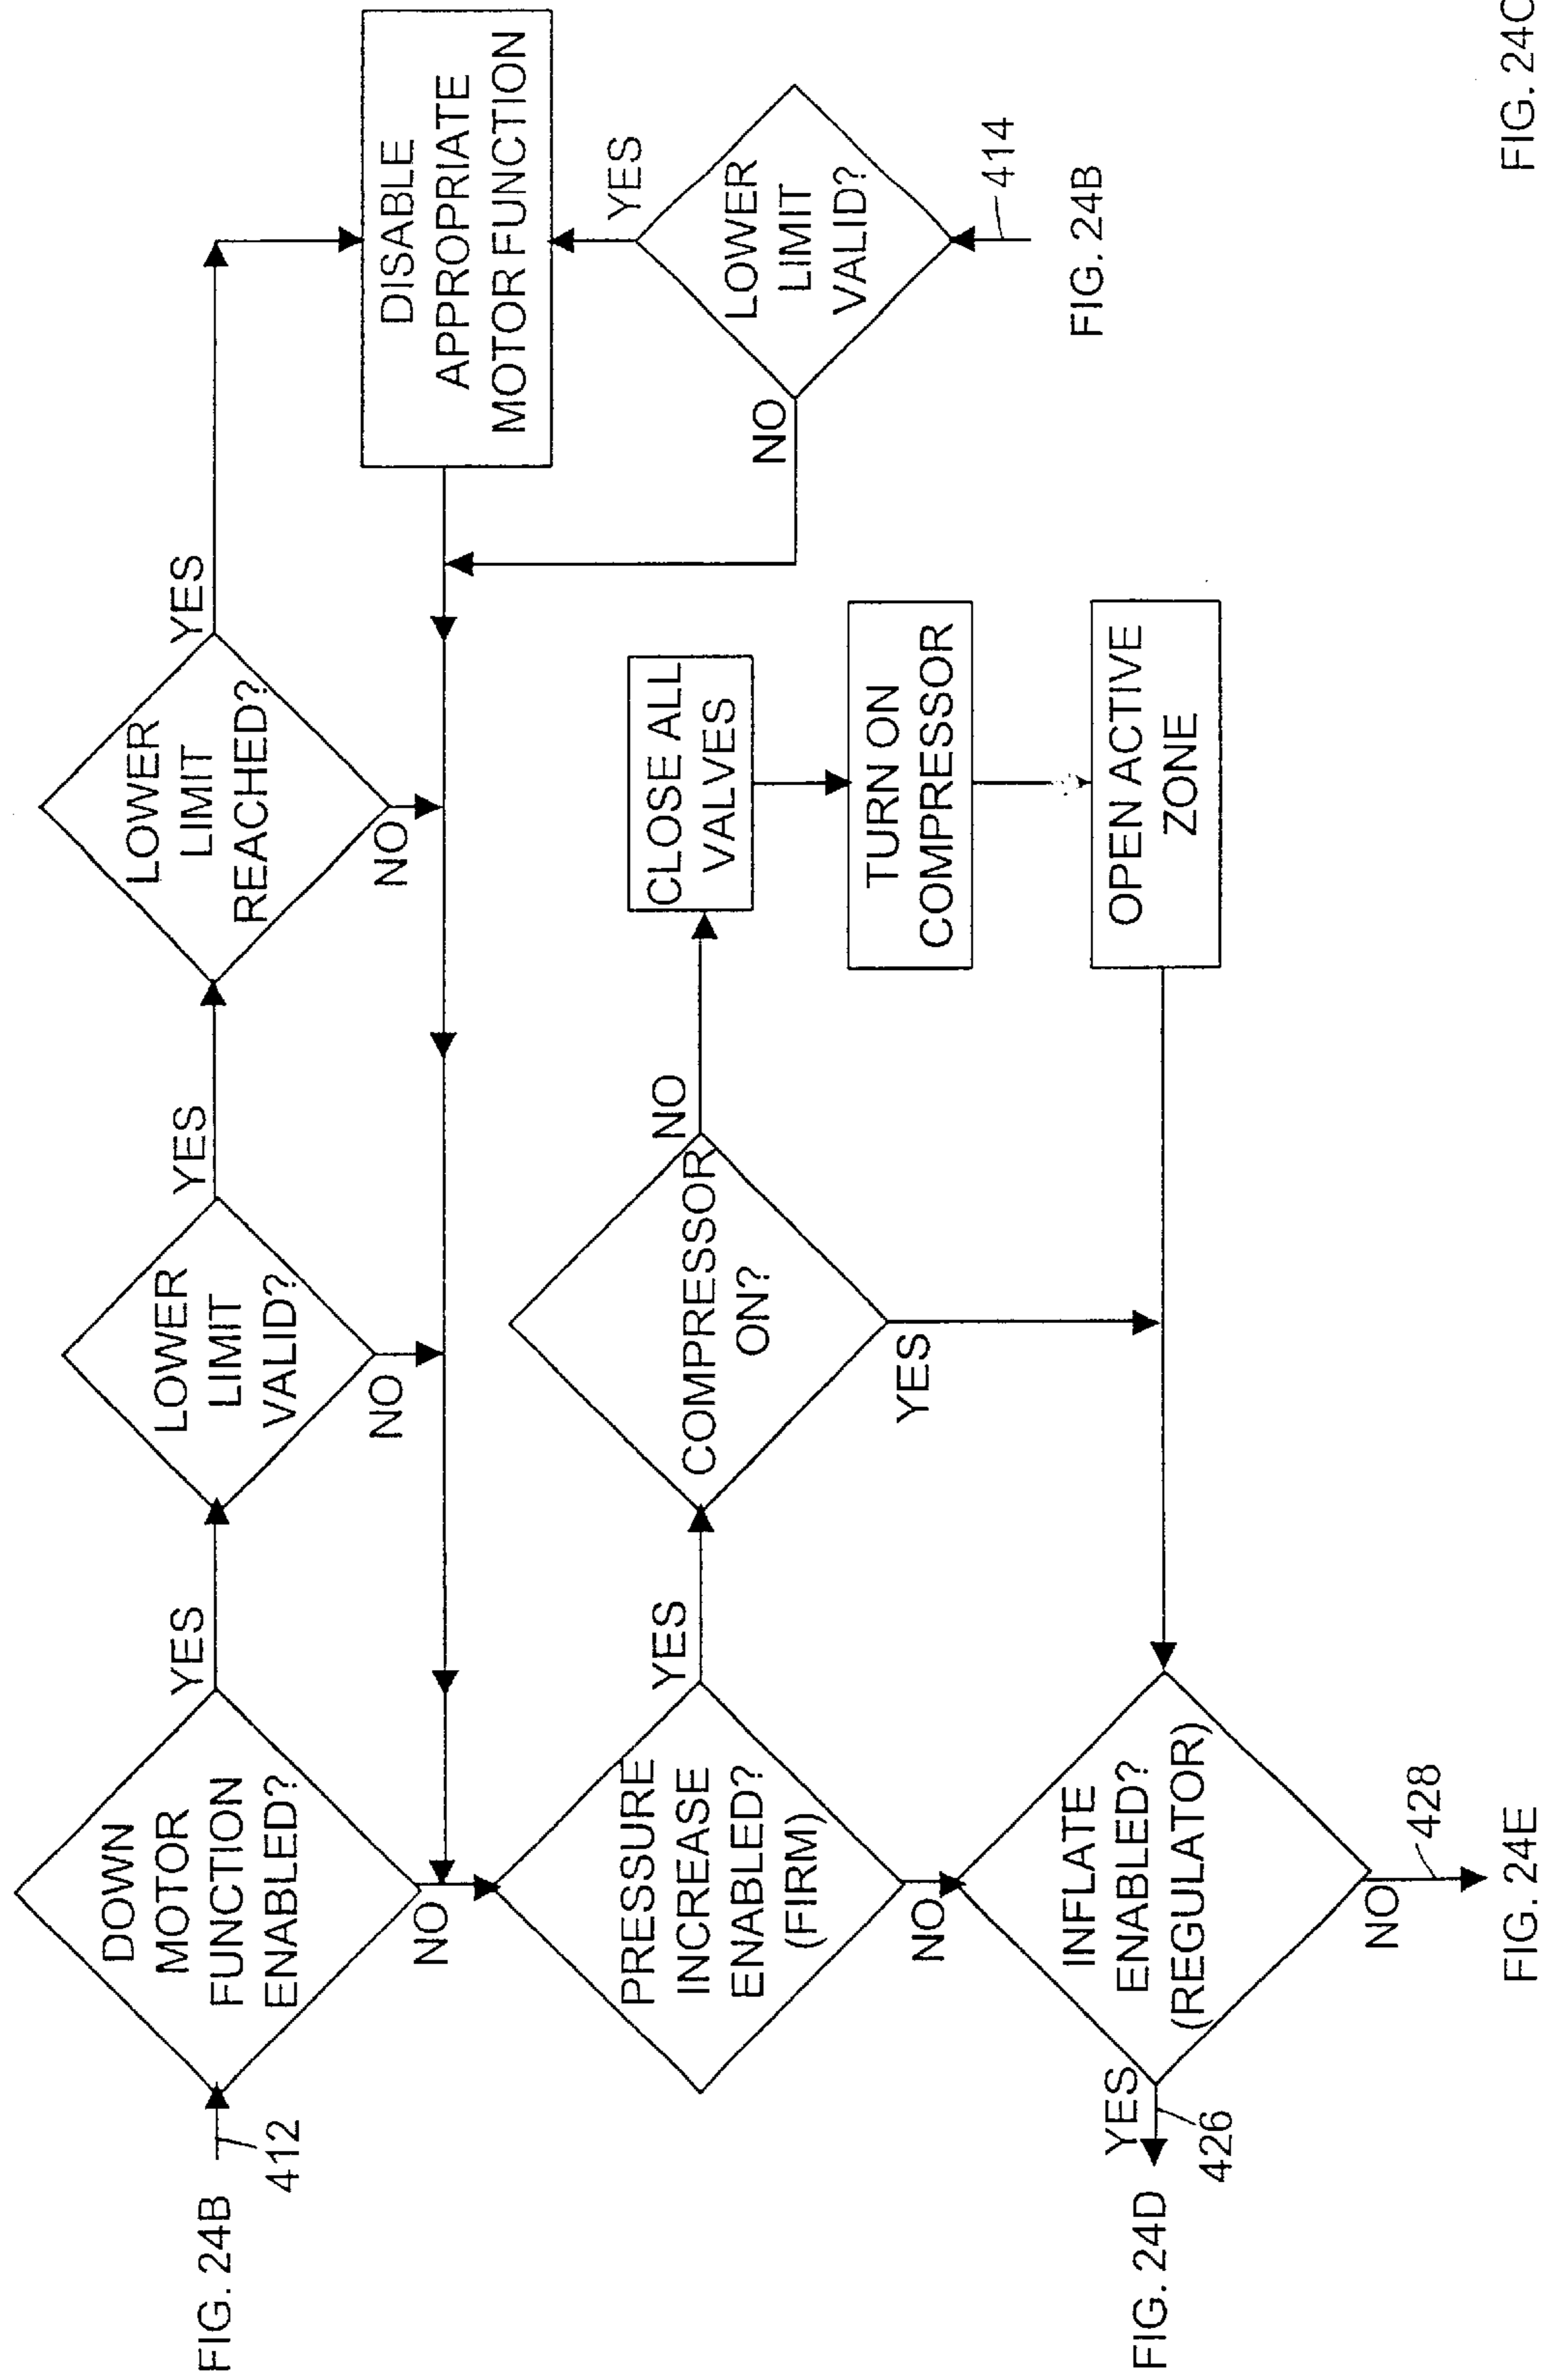 FIG. 24B
412
DOWN
MOTOR
FUNCTION
ENABLED?
YES
NO
LOWER
LIMIT
VALID?
YES
NO
LOWER
LIMIT
REACHED?
YES
NO
DISABLE
APPROPRIATE
MOTOR FUNCTION
YES
LOWER
LIMIT
VALID?
NO
414
FIG. 24B
PRESSURE
INCREASE
ENABLED?
(FIRM)
YES
NO
COMPRESSOR
ON?
NO
YES
CLOSE ALL
VALVES
TURN ON
COMPRESSOR
OPEN ACTIVE
ZONE
INFLATE
ENABLED?
(REGULATOR)
YES
426
FIG. 24D
NO
428
FIG. 24E
FIG. 24C